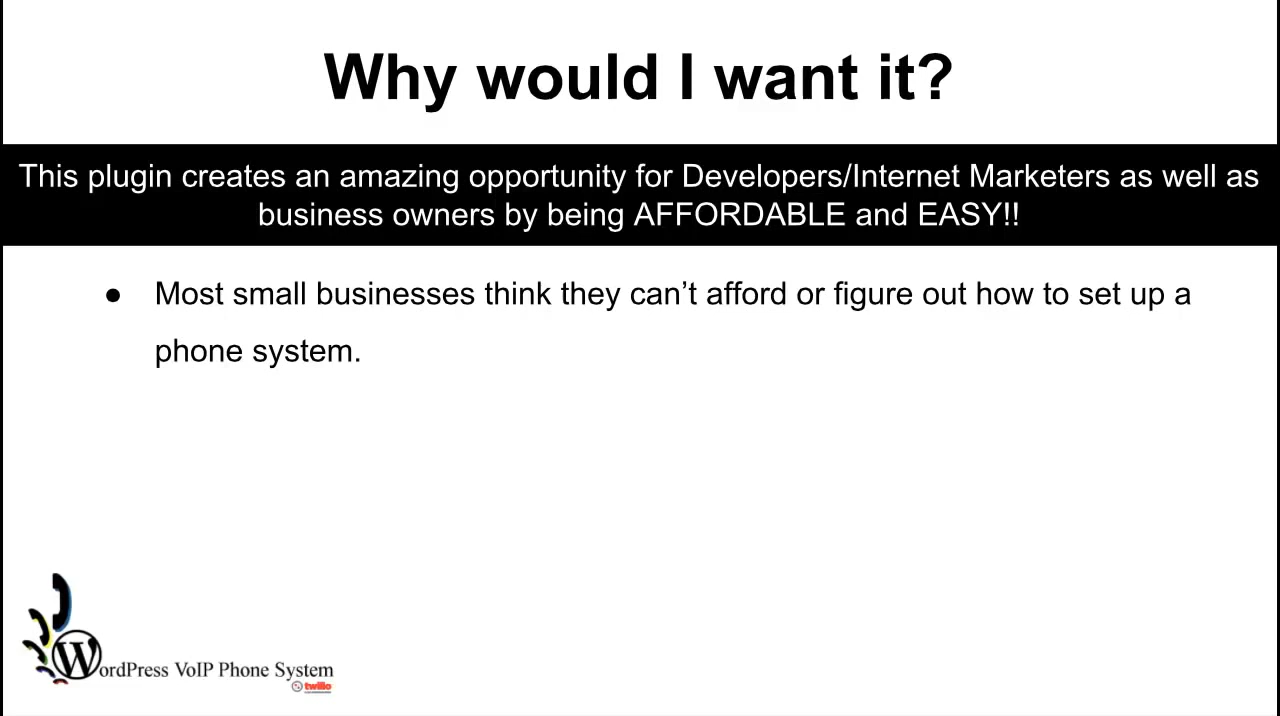 Why would I want it?
This plugin creates an amazing opportunity for Developers/Internet Marketers as well as
business owners by being AFFORDABLE and EASY!!
● Most small businesses think they can’t afford or figure out how to set up a
phone system.
WordPress VoIP Phone System
twilio